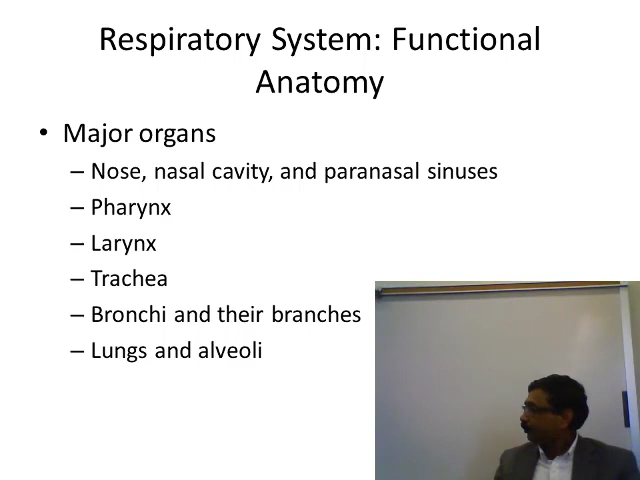 Respiratory System: Functional
Anatomy
• Major organs
– Nose, nasal cavity, and paranasal sinuses
– Pharynx
– Larynx
– Trachea
– Bronchi and their branches
– Lungs and alveoli